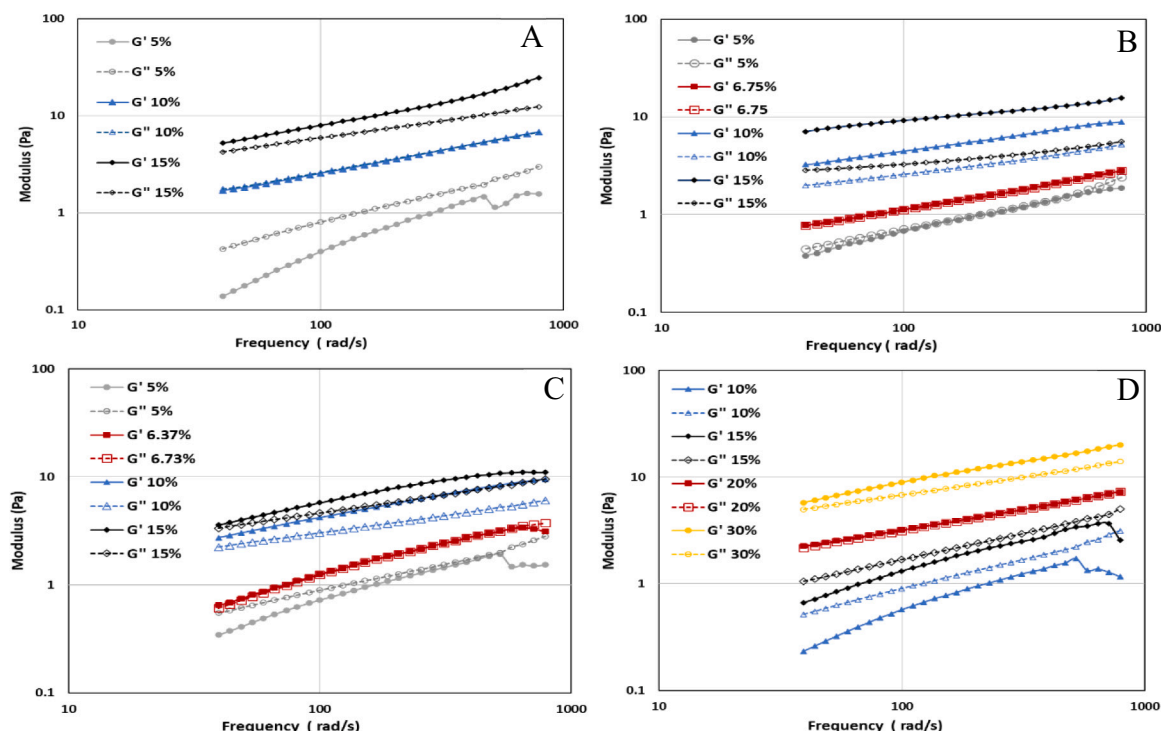 A
100
10
1
0.1
10
100
1000
Modulus (Pa)
Frequency ( rad/s)
G' 5%
G" 5%
G' 10%
G" 10%
G' 15%
G" 15%
B
100
10
1
0.1
10
100
1000
Modulus (Pa)
Frequency ( rad/s)
G' 5%
G" 5%
G' 6.75%
G" 6.75
G' 10%
G" 10%
G' 15%
G" 15%
C
100
10
1
0.1
10
100
1000
Modulus (Pa)
Frequency ( rad/s)
G' 5%
G" 5%
G' 6.37%
G" 6.73%
G' 10%
G" 10%
G' 15%
G" 15%
D
100
10
1
0.1
10
100
1000
Modulus (Pa)
Frequency ( rad/s)
G' 10%
G" 10%
G' 15%
G" 15%
G' 20%
G" 20%
G' 30%
G" 30%